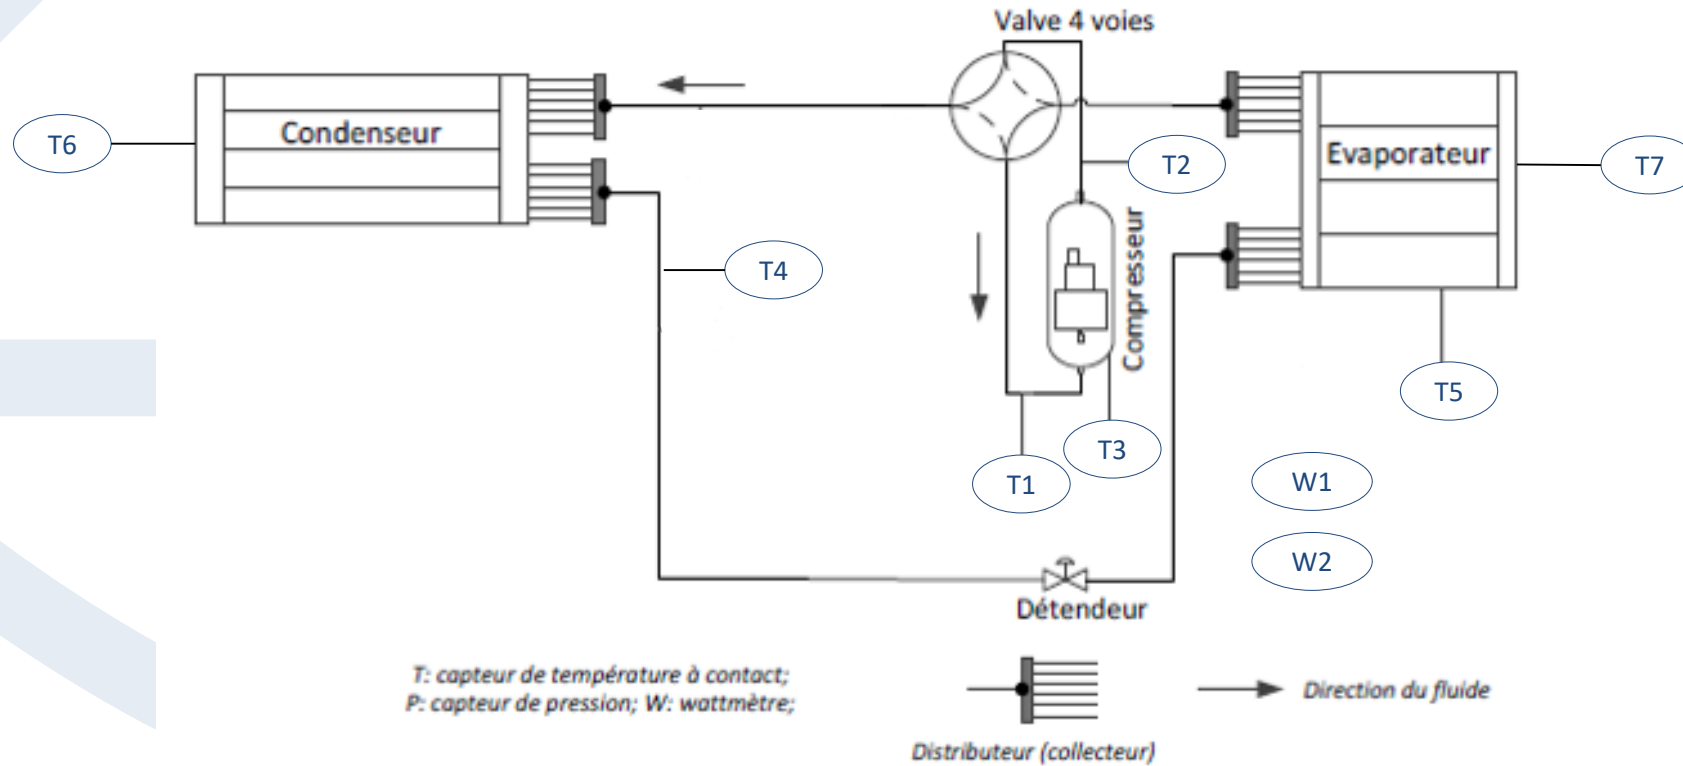 Valve 4 voies
T6
Condenseur
T2
Evaporateur
T7
T4
Compresseur
T5
T3
T1
W1
W2
Détendeur
T: capteur de température à contact;
P: capteur de pression; W: wattmètre;
Direction du fluide
Distributeur (collecteur)